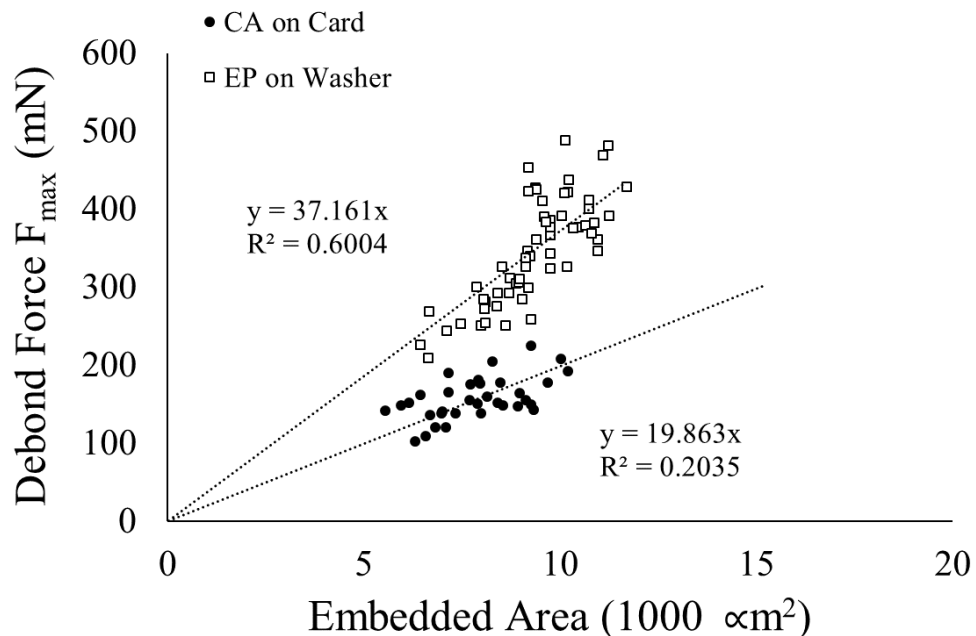 ● CA on Card
□ EP on Washer
Debond Force F_max (mN)
600
500
400
300
200
100
0
y = 37.161x
R² = 0.6004
y = 19.863x
R² = 0.2035
0 5 10 15 20
Embedded Area (1000 ∝m²)